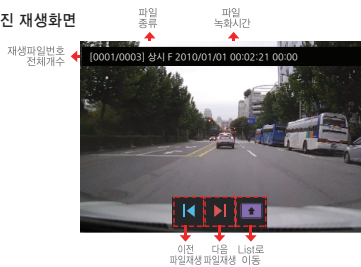 진 재생화면
파일
종류
파일
녹화시간
재생파일번호
전체개수
[0001/0003] 상시 F 2010/01/01 00:02:21 00:00
이전
파일재생
다음
파일재생
List로
이동